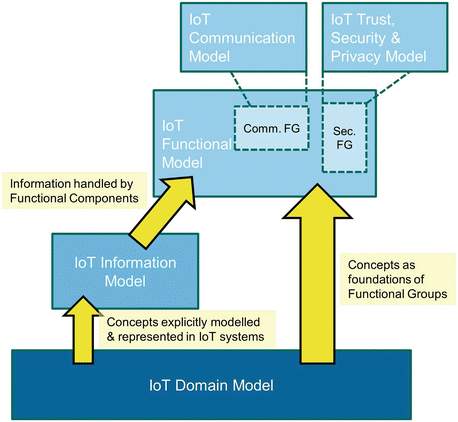 IoT
Communication
Model
IoT Trust,
Security &
Privacy Model
IoT
Functional
Model
Comm. FG
Sec.
FG
Information handled by
Functional Components
IoT Information
Model
Concepts as
foundations of
Functional Groups
Concepts explicitly modelled
& represented in IoT systems
IoT Domain Model